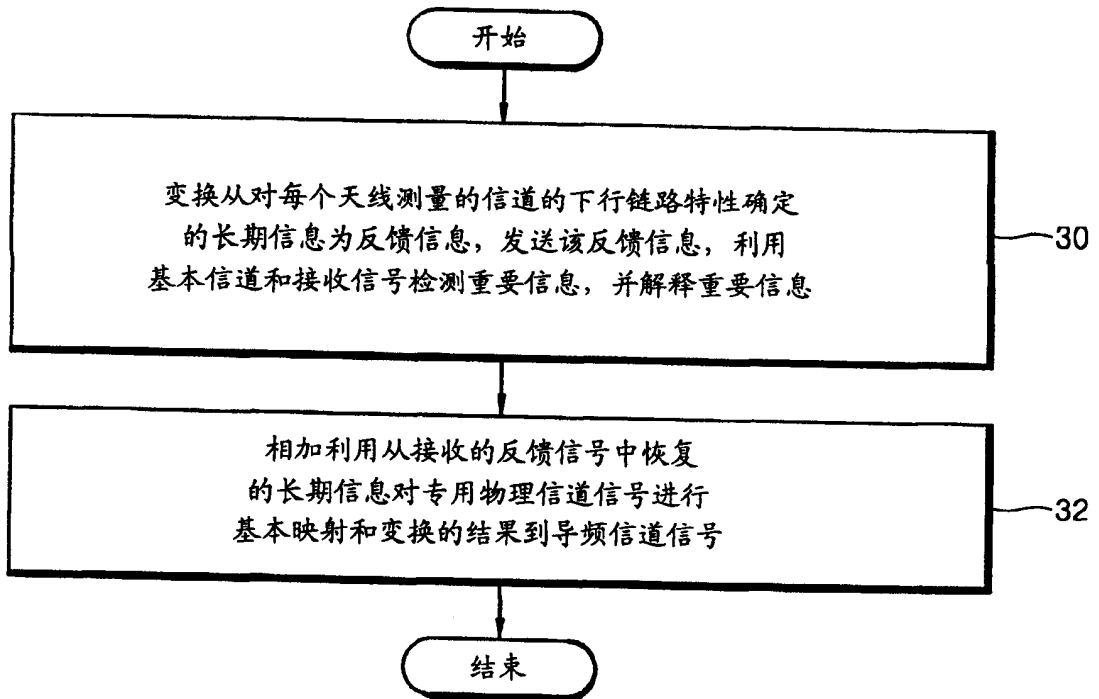 开始
变换从对每个天线测量的信道的下行链路特性确定
的长期信息为反馈信息，发送该反馈信息，利用
基本信道和接收信号检测重要信息，并解释重要信息
30
相加利用从接收的反馈信号中恢复
的长期信息对专用物理信道信号进行
基本映射和变换的结果到导频信道信号
32
结束